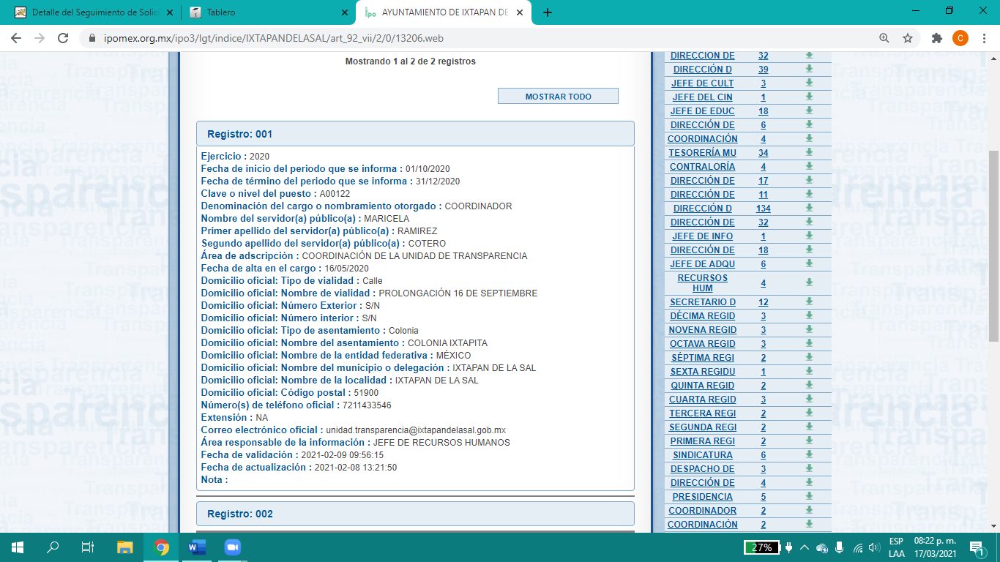 Detalle del Seguimiento de Solic
Tablero
ipo AYUNTAMIENTO DE IXTAPAN DE
ipomex.org.mx/ipo3/lgt/indice/IXTAPANDELASAL/art_92_vii/2/0/13206.web
C
Mostrando 1 al 2 de 2 registros
MOSTRAR TODO
Registro: 001
Ejercicio : 2020
Fecha de inicio del periodo que se informa : 01/10/2020
Fecha de término del periodo que se informa : 31/12/2020
Clave o nivel del puesto : A00122
Denominación del cargo o nombramiento otorgado : COORDINADOR
Nombre del servidor(a) público(a) : MARICELA
Primer apellido del servidor(a) público(a) : RAMIREZ
Segundo apellido del servidor(a) público(a) : COTERO
Área de adscripción : COORDINACIÓN DE LA UNIDAD DE TRANSPARENCIA
Fecha de alta en el cargo : 16/05/2020
Domicilio oficial: Tipo de vialidad : Calle
Domicilio oficial: Nombre de vialidad : PROLONGACIÓN 16 DE SEPTIEMBRE
Domicilio oficial: Número Exterior : S/N
Domicilio oficial: Número interior : S/N
Domicilio oficial: Tipo de asentamiento : Colonia
Domicilio oficial: Nombre del asentamiento : COLONIA IXTAPITA
Domicilio oficial: Nombre de la entidad federativa : MÉXICO
Domicilio oficial: Nombre del municipio o delegación : IXTAPAN DE LA SAL
Domicilio oficial: Nombre de la localidad : IXTAPAN DE LA SAL
Domicilio oficial: Código postal : 51900
Número(s) de teléfono oficial : 7211433546
Extensión : NA
Correo electrónico oficial : unidad.transparencia@ixtapandelasal.gob.mx
Área responsable de la información : JEFE DE RECURSOS HUMANOS
Fecha de validación : 2021-02-09 09:56:15
Fecha de actualización : 2021-02-08 13:21:50
Nota :
Registro: 002
DIRECCIÓN DE 32
DIRECCIÓN D 39
JEFE DE CULT 3
JEFE DEL CIN 1
JEFE DE EDUC 18
DIRECCIÓN DE 6
COORDINACIÓN 4
TESORERÍA MU 34
CONTRALORÍA 4
DIRECCIÓN DE 17
DIRECCIÓN DE 11
DIRECCIÓN D 134
DIRECCIÓN DE 32
JEFE DE INFO 1
DIRECCIÓN DE 18
JEFE DE ADQU 6
RECURSOS
HUM 4
SECRETARIO D 12
DÉCIMA REGID 3
NOVENA REGID 3
OCTAVA REGID 3
SÉPTIMA REGI 2
SEXTA REGIDU 1
QUINTA REGID 2
CUARTA REGID 3
TERCERA REGI 2
SEGUNDA REGI 2
PRIMERA REGI 2
SINDICATURA 6
DESPACHO DE 3
DIRECCIÓN DE 4
PRESIDENCIA 5
COORDINADOR 2
COORDINACIÓN 2
27%
ESP
LAA
08:22 p. m.
17/03/2021
1